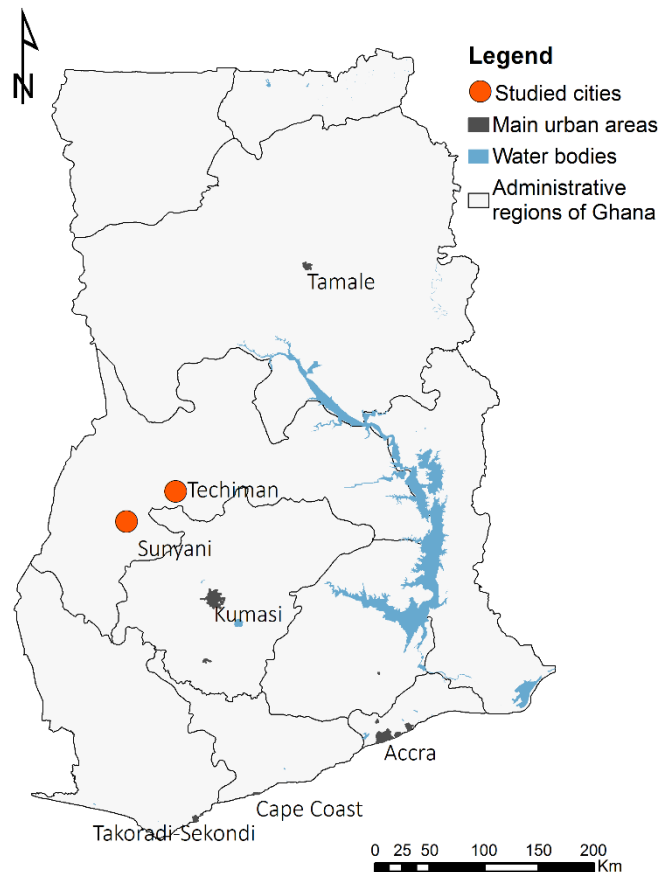 N
Legend
Studied cities
Main urban areas
Water bodies
Administrative
regions of Ghana
Tamale
Techiman
Sunyani
Kumasi
Accra
Cape Coast
Takoradi-Sekondi
0 25 50 100 150 200
Km